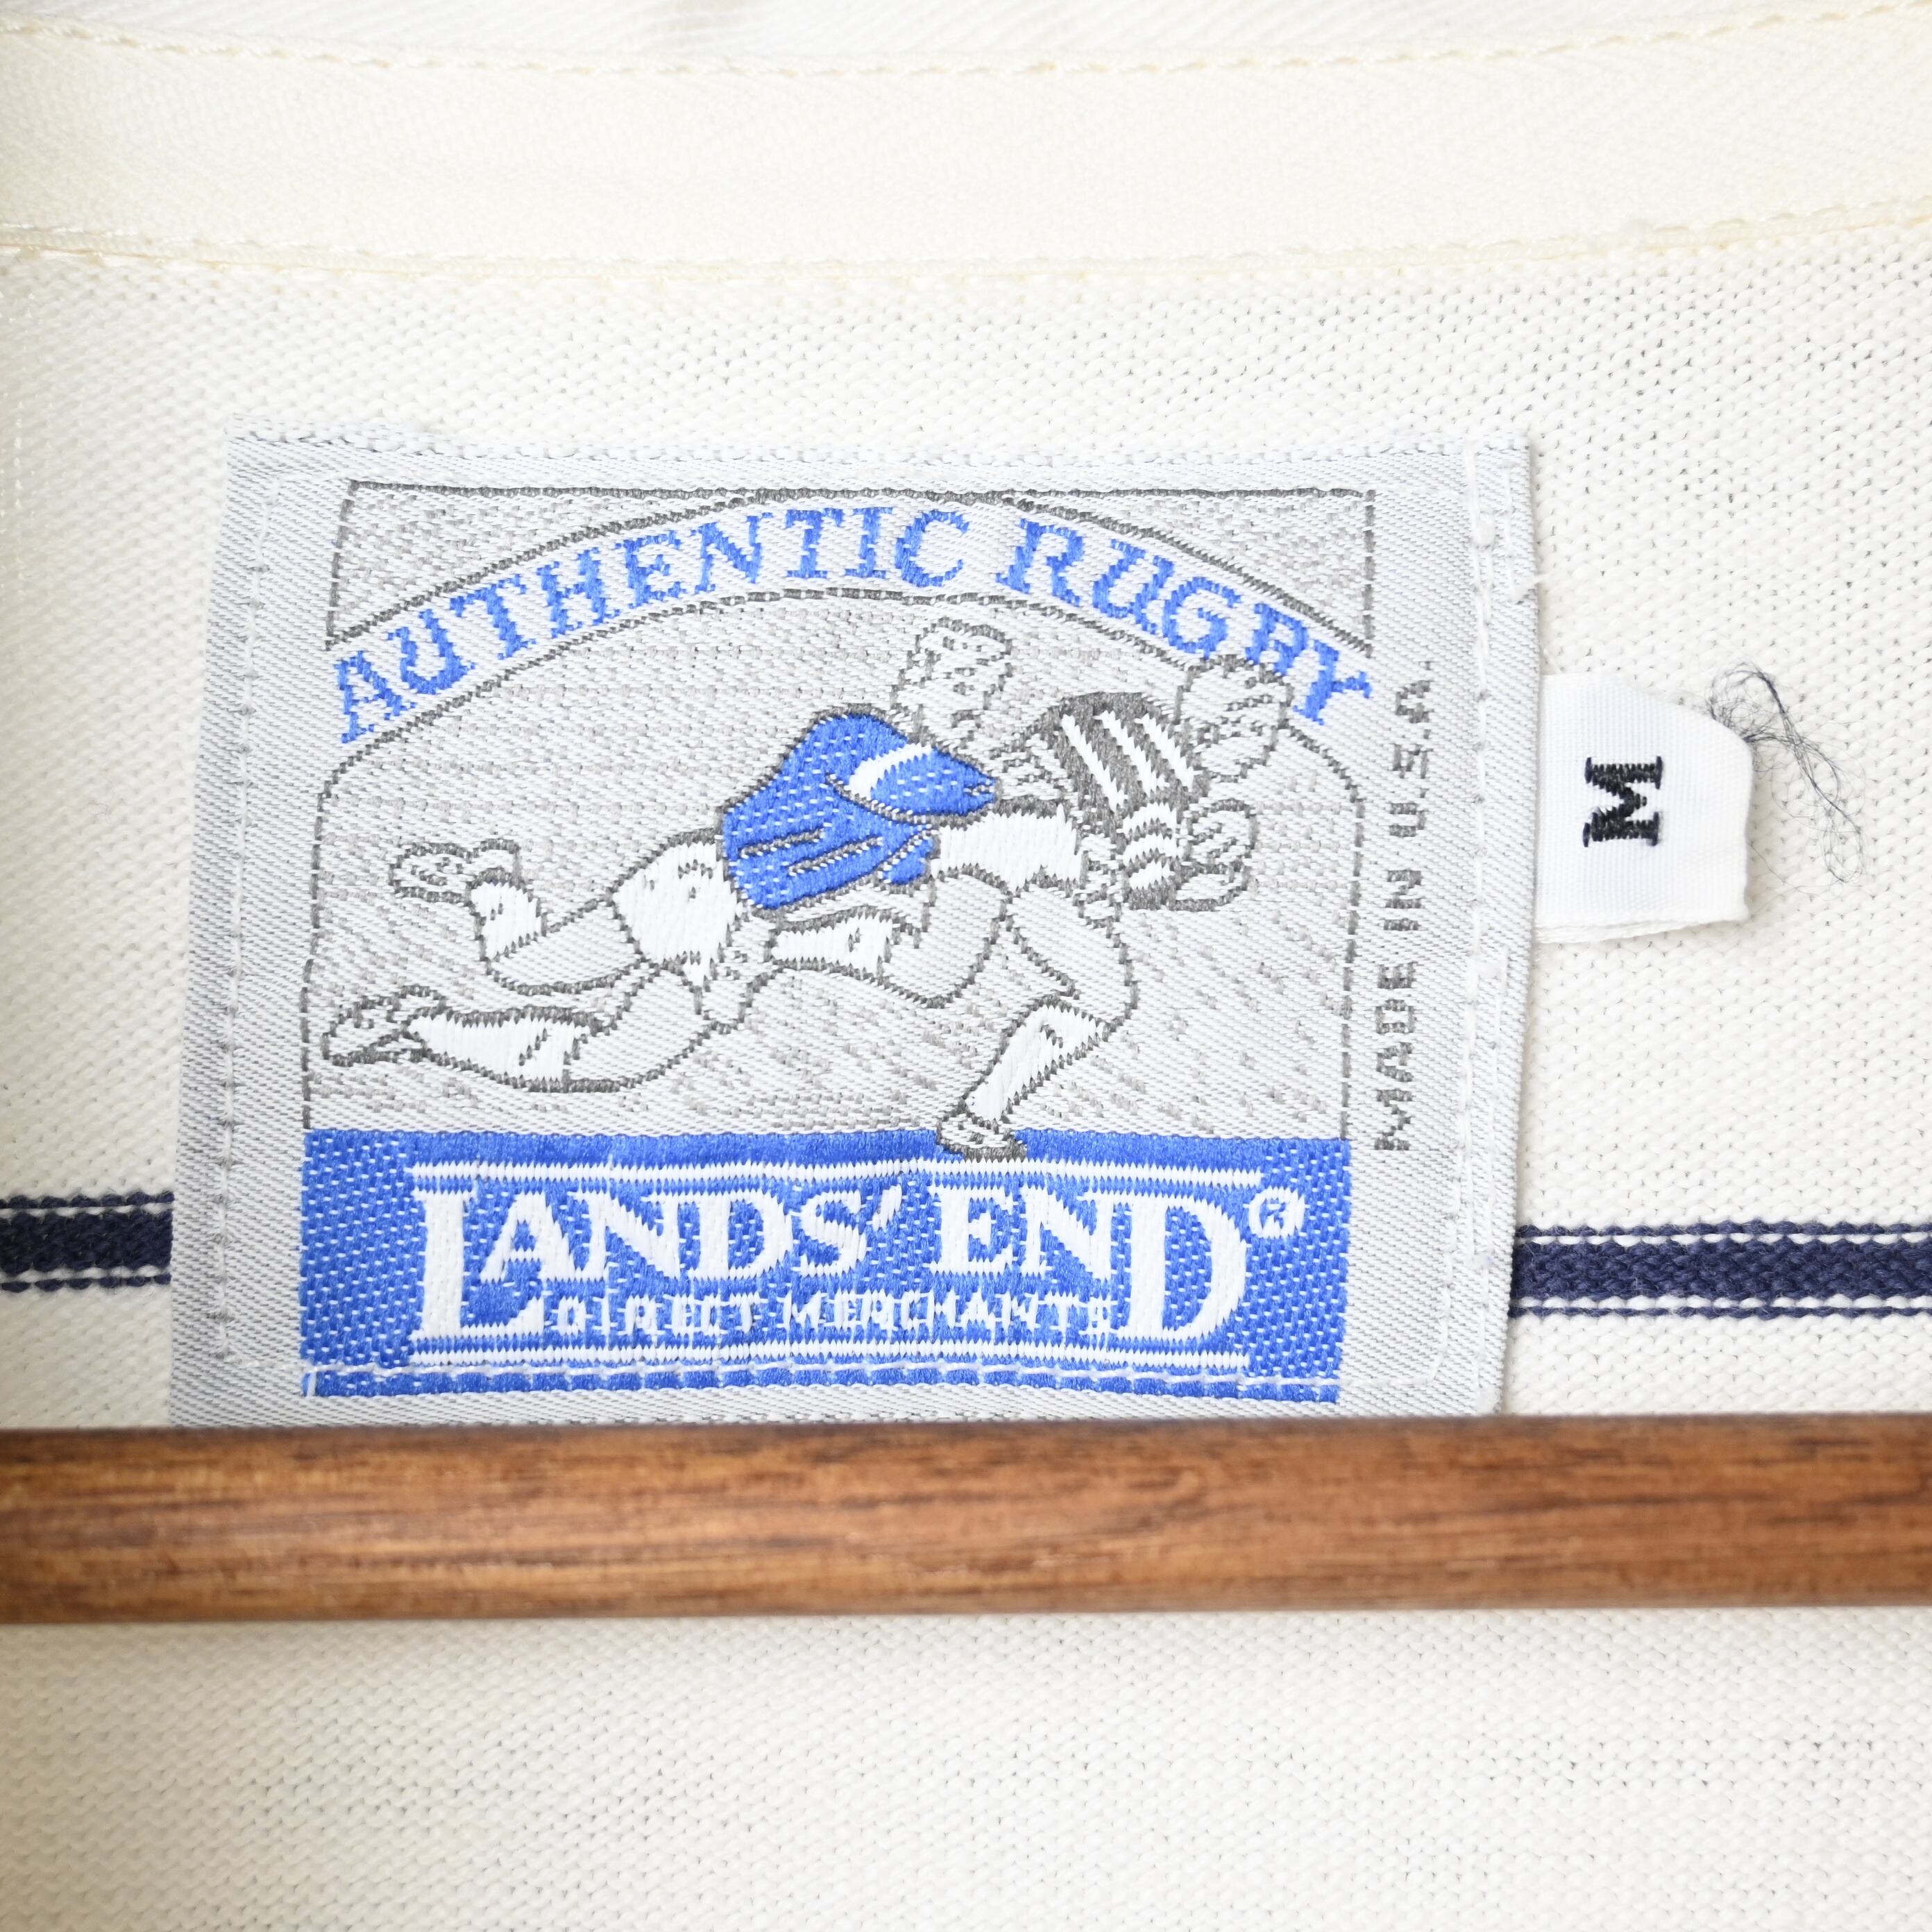 AUTHENTIC RUGBY
MADE IN U.S.A.
M
LANDS' END®
DIRECT MERCHANTS